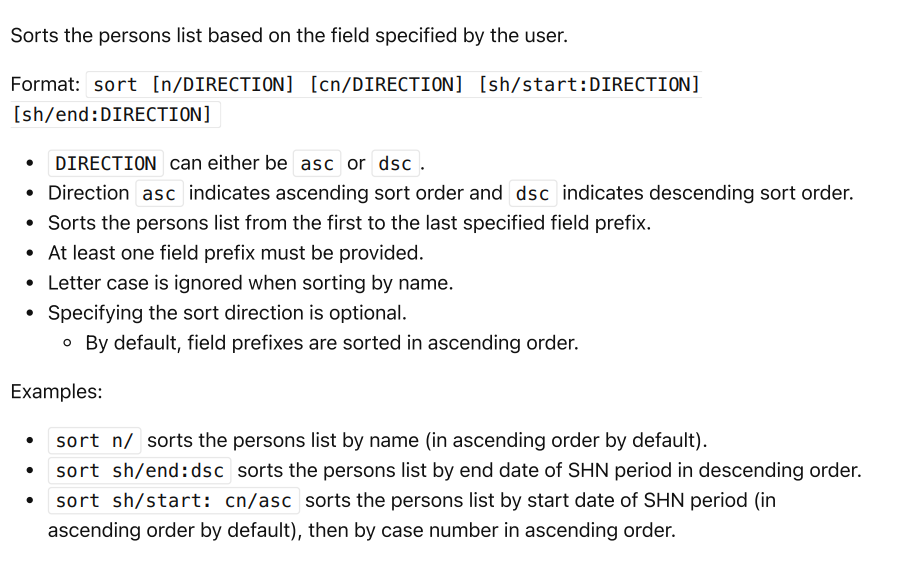 Sorts the persons list based on the field specified by the user.
Format: sort [n/DIRECTION] [cn/DIRECTION] [sh/start:DIRECTION]
[sh/end:DIRECTION]
• DIRECTION can either be asc or dsc.
• Direction asc indicates ascending sort order and dsc indicates descending sort order.
• Sorts the persons list from the first to the last specified field prefix.
• At least one field prefix must be provided.
• Letter case is ignored when sorting by name.
• Specifying the sort direction is optional.
◦ By default, field prefixes are sorted in ascending order.
Examples:
• sort n/ sorts the persons list by name (in ascending order by default).
• sort sh/end:dsc sorts the persons list by end date of SHN period in descending order.
• sort sh/start: cn/asc sorts the persons list by start date of SHN period (in
ascending order by default), then by case number in ascending order.